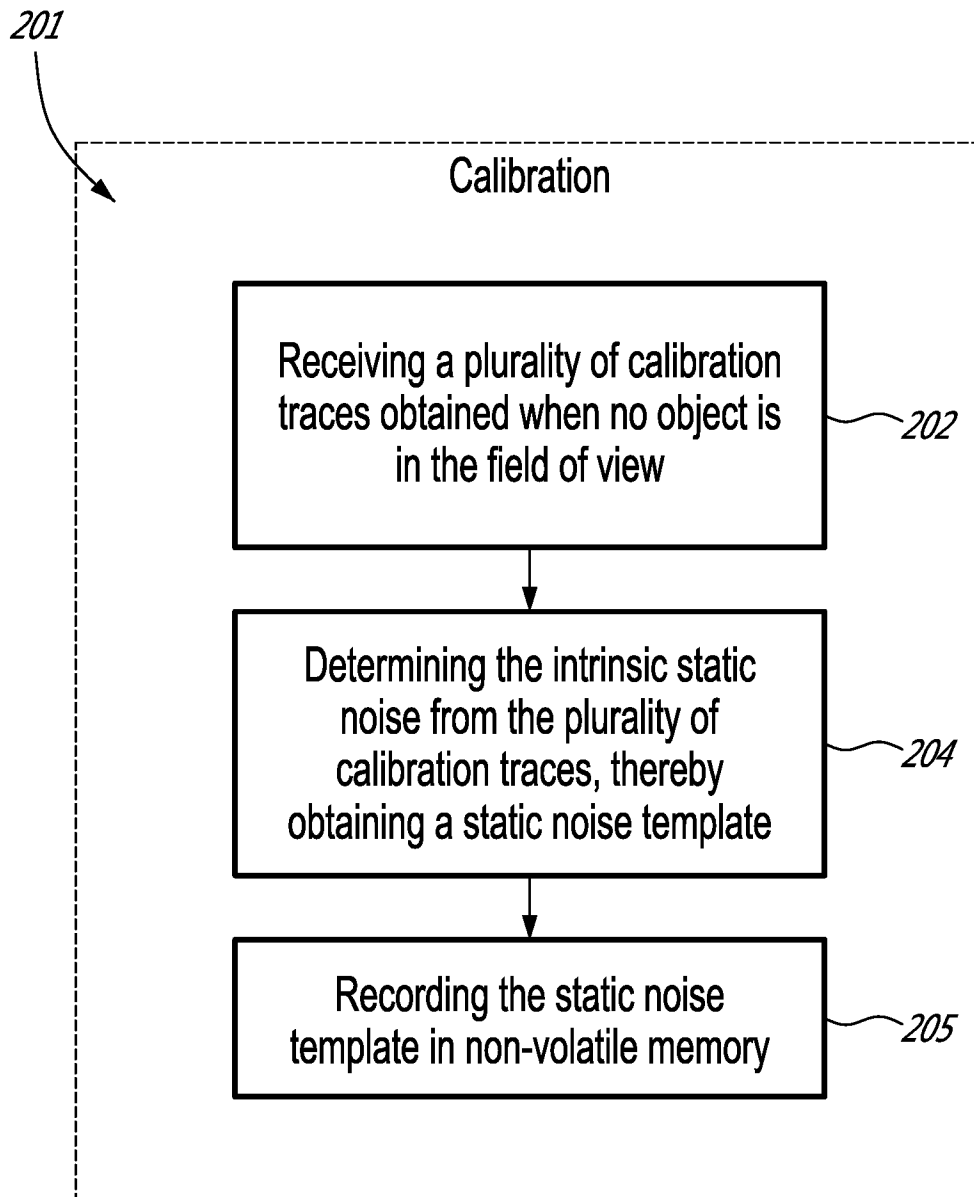 201
Calibration
Receiving a plurality of calibration
traces obtained when no object is
in the field of view
202
Determining the intrinsic static
noise from the plurality of
calibration traces, thereby
obtaining a static noise template
204
Recording the static noise
template in non-volatile memory
205